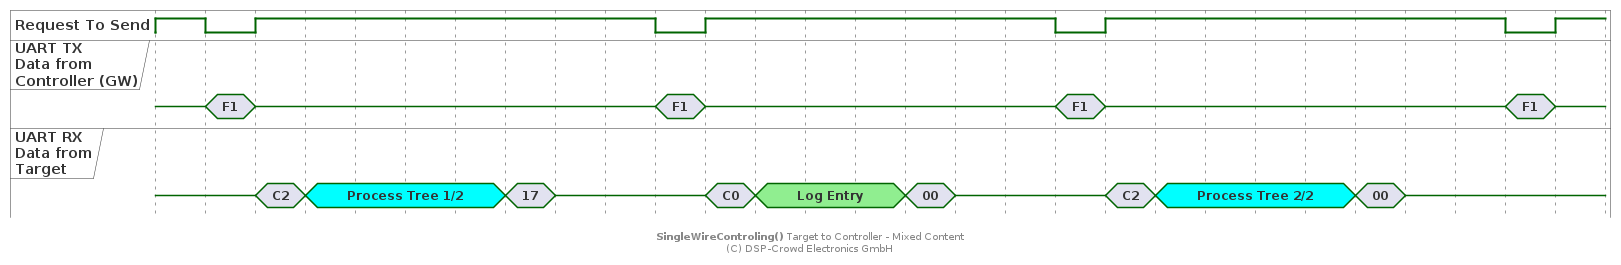 Request To Send
UART TX
Data from
Controller (GW)
F1 F1 F1 F1
UART RX
Data from
Target
C2 Process Tree 1/2 17 C0 Log Entry 00 C2 Process Tree 2/2 00
SingleWireControling() Target to Controller - Mixed Content
(C) DSP-Crowd Electronics GmbH